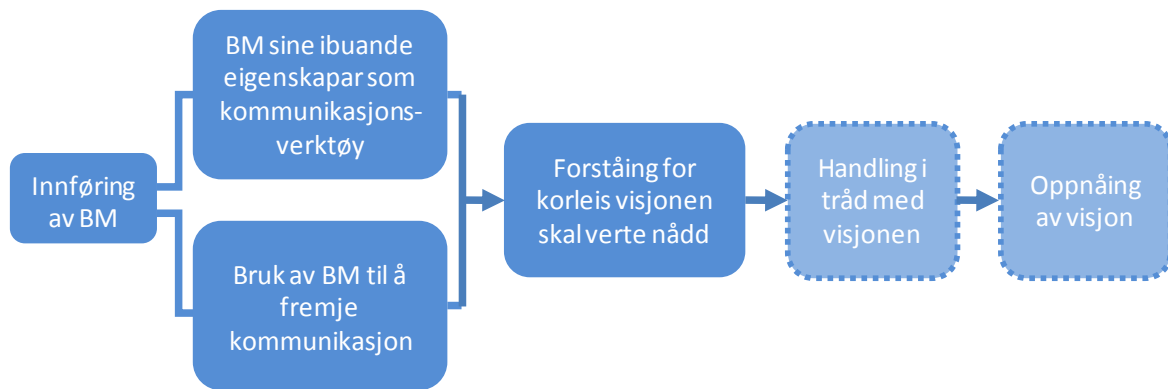 Innføring
av BM
BM sine ibuande
eigenskapar som
kommunikasjons-
verktøy
Bruk av BM til å
fremje
kommunikasjon
Forståing for
korleis visjonen
skal verte nådd
Handling i
tråd med
visjonen
Oppnåing
av visjon